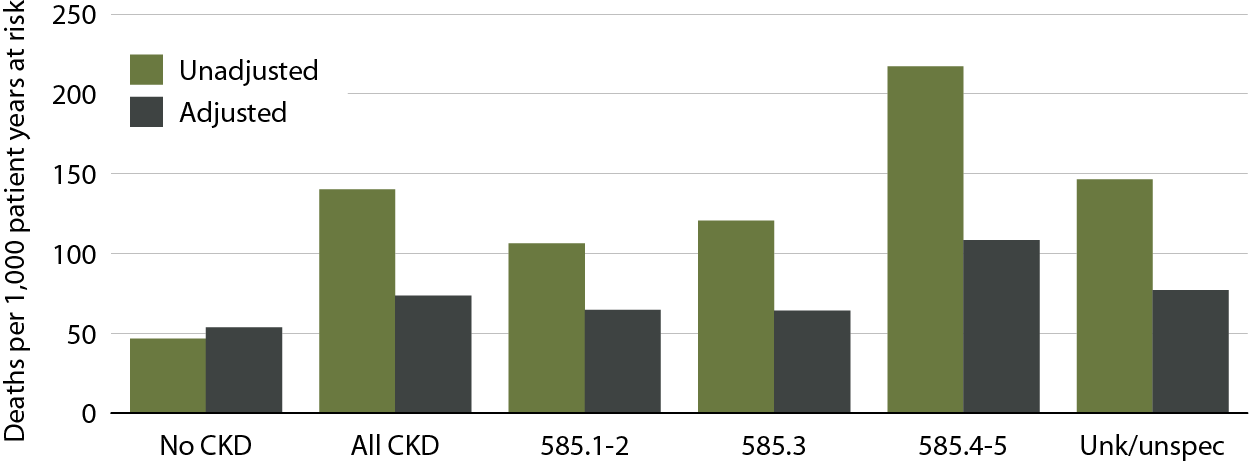 Deaths per 1,000 patient years at risk
250
200
150
100
50
0
Unadjusted
Adjusted
No CKD
All CKD
585.1-2
585.3
585.4-5
Unk/unspec